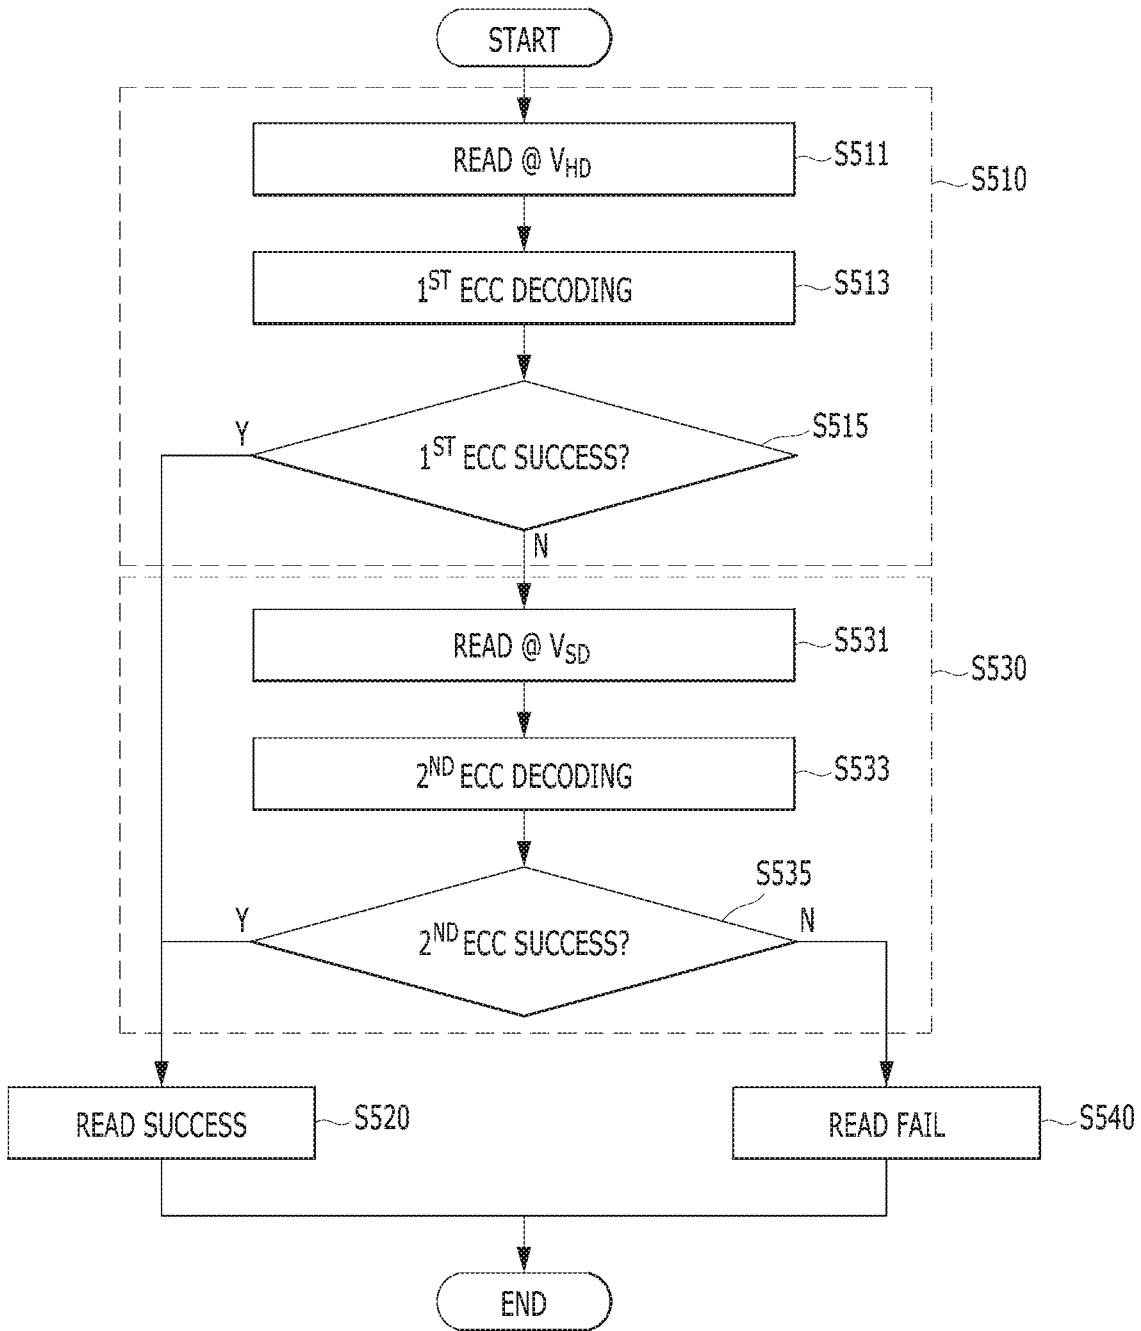 START
READ @ VHD
S511
S510
1ST ECC DECODING
S513
1ST ECC SUCCESS?
S515
Y
N
READ @ VSD
S531
S530
2ND ECC DECODING
S533
2ND ECC SUCCESS?
S535
Y
N
READ SUCCESS
S520
READ FAIL
S540
END